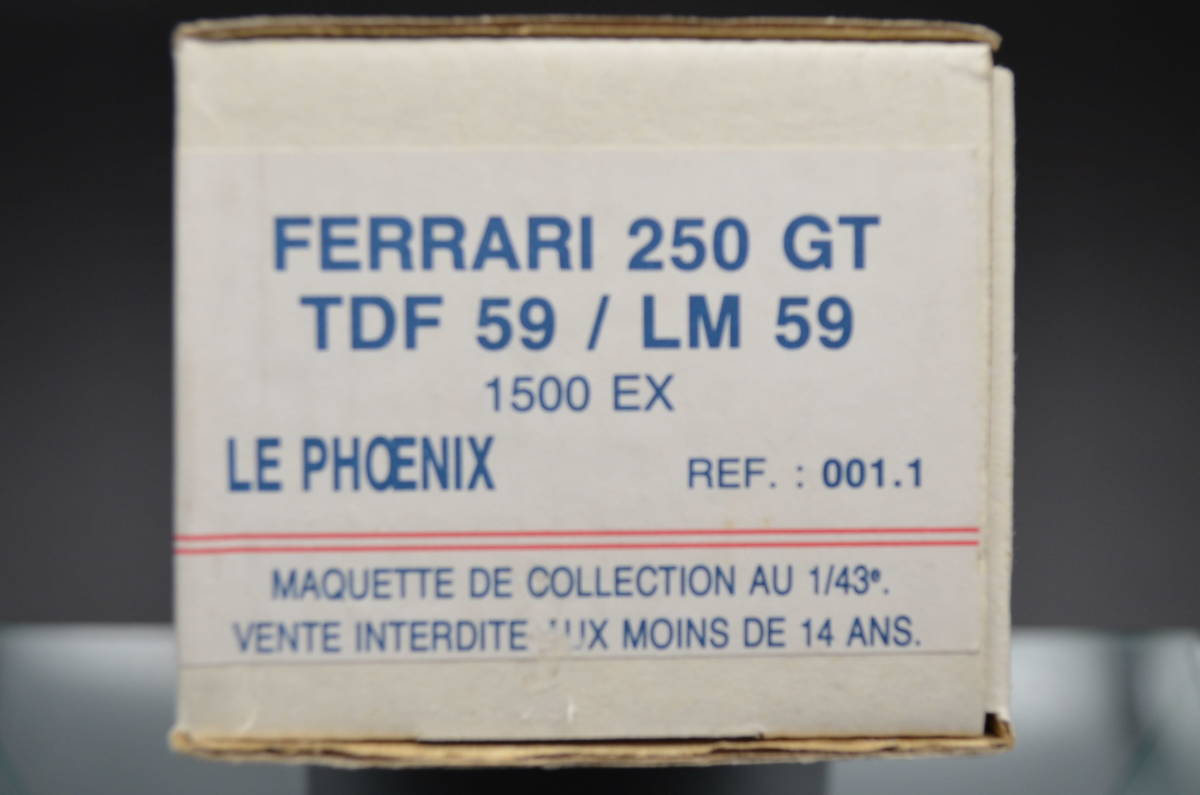 FERRARI 250 GT
TDF 59 / LM 59
1500 EX
LE PHŒNIX REF. : 001.1
MAQUETTE DE COLLECTION AU 1/43e.
VENTE INTERDITE AUX MOINS DE 14 ANS.